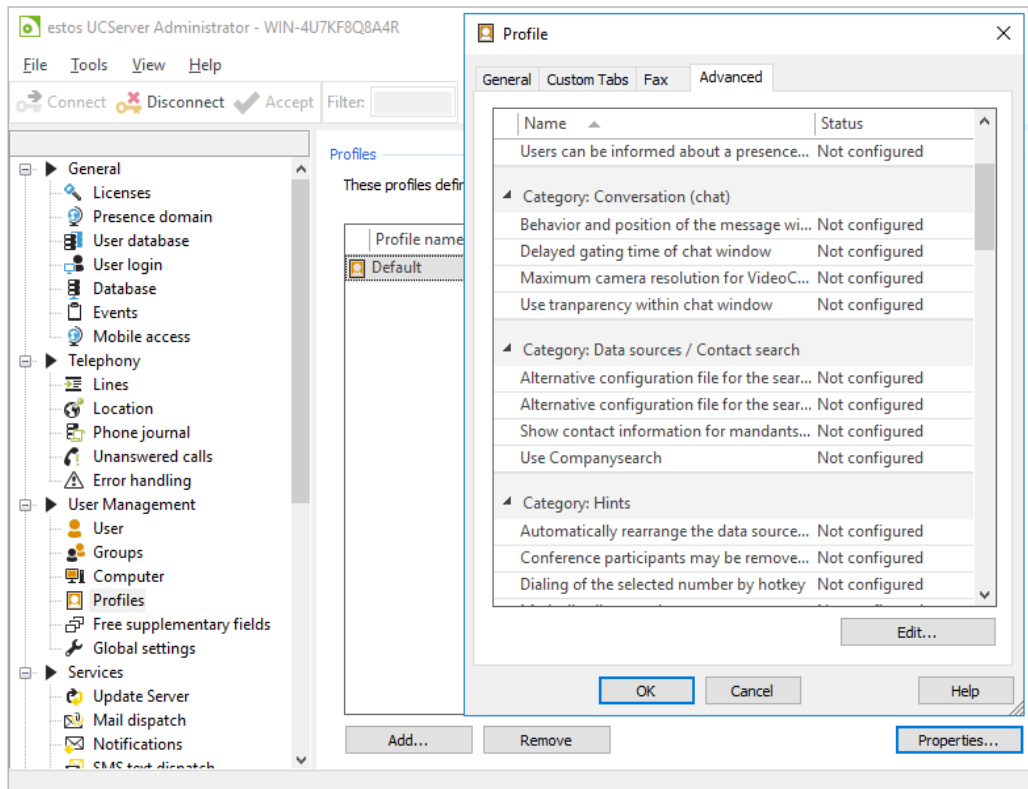 estos UCServer Administrator - WIN-4U7KF8Q8A4R
File Tools View Help
Connect Disconnect Accept Filter:
General
Licenses
Presence domain
User database
User login
Database
Events
Mobile access
Telephony
Lines
Location
Phone journal
Unanswered calls
Error handling
User Management
User
Groups
Computer
Profiles
Free supplementary fields
Global settings
Services
Update Server
Mail dispatch
Notifications
SMS text dispatch
Profiles
These profiles defin
Profile name
Default
Add... Remove Properties...
Profile
General Custom Tabs Fax Advanced
Name Status
Users can be informed about a presence... Not configured
Category: Conversation (chat)
Behavior and position of the message wi... Not configured
Delayed gating time of chat window Not configured
Maximum camera resolution for VideoC... Not configured
Use tranparency within chat window Not configured
Category: Data sources / Contact search
Alternative configuration file for the sear... Not configured
Alternative configuration file for the sear... Not configured
Show contact information for mandants... Not configured
Use Companysearch Not configured
Category: Hints
Automatically rearrange the data source... Not configured
Conference participants may be remove... Not configured
Dialing of the selected number by hotkey Not configured
Edit...
OK Cancel Help